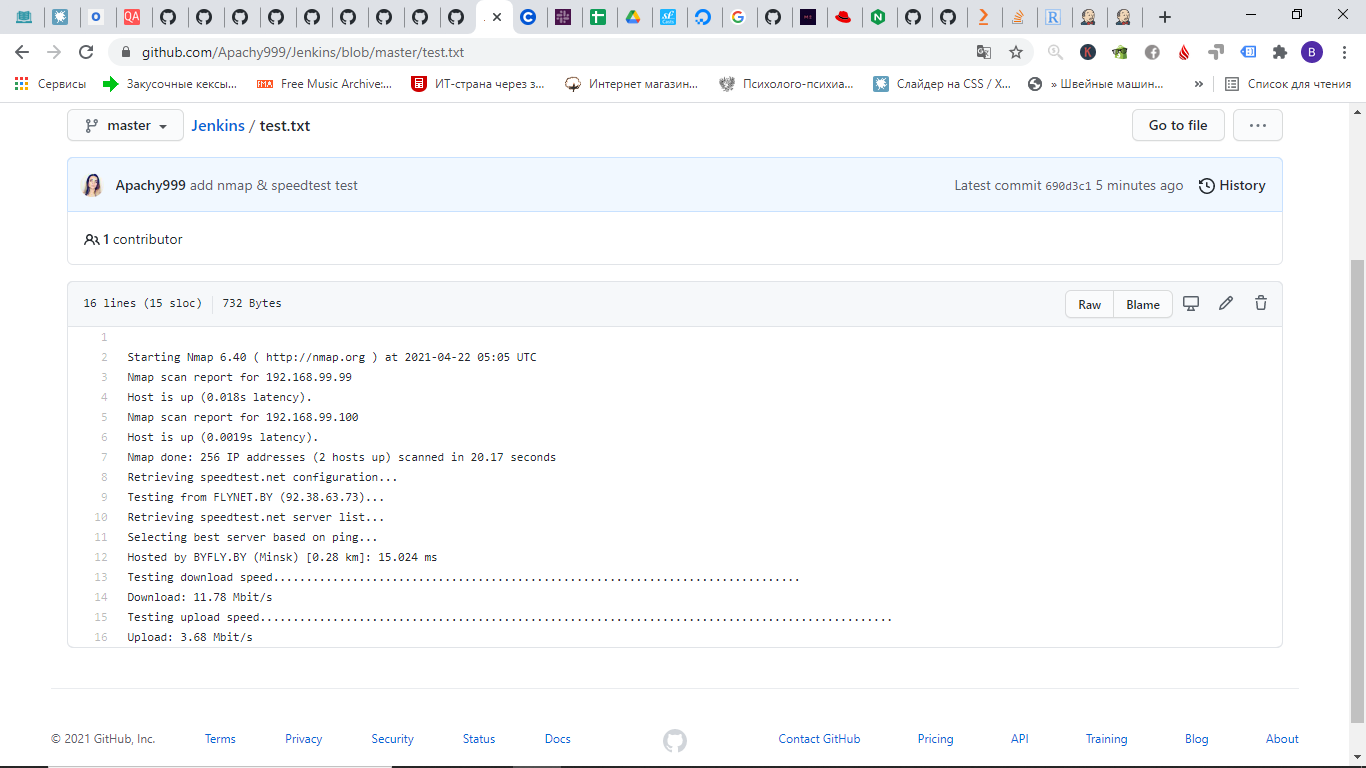 github.com/Apachy999/Jenkins/blob/master/test.txt
B
Сервисы
Закусочные кексы...
Free Music Archive:...
ИТ-страна через з...
Интернет магазин...
Психолого-психиа...
Слайдер на CSS / X...
» Швейные машин...
»
Список для чтения
master
Jenkins / test.txt
Go to file
...
Apachy999 add nmap & speedtest test
Latest commit 690d3c1 5 minutes ago
History
1 contributor
16 lines (15 sloc)
732 Bytes
Raw
Blame
1
2 Starting Nmap 6.40 ( http://nmap.org ) at 2021-04-22 05:05 UTC
3 Nmap scan report for 192.168.99.99
4 Host is up (0.018s latency).
5 Nmap scan report for 192.168.99.100
6 Host is up (0.0019s latency).
7 Nmap done: 256 IP addresses (2 hosts up) scanned in 20.17 seconds
8 Retrieving speedtest.net configuration...
9 Testing from FLYNET.BY (92.38.63.73)...
10 Retrieving speedtest.net server list...
11 Selecting best server based on ping...
12 Hosted by BYFLY.BY (Minsk) [0.28 km]: 15.024 ms
13 Testing download speed................................................................................
14 Download: 11.78 Mbit/s
15 Testing upload speed................................................................................................
16 Upload: 3.68 Mbit/s
© 2021 GitHub, Inc.
Terms
Privacy
Security
Status
Docs
Contact GitHub
Pricing
API
Training
Blog
About